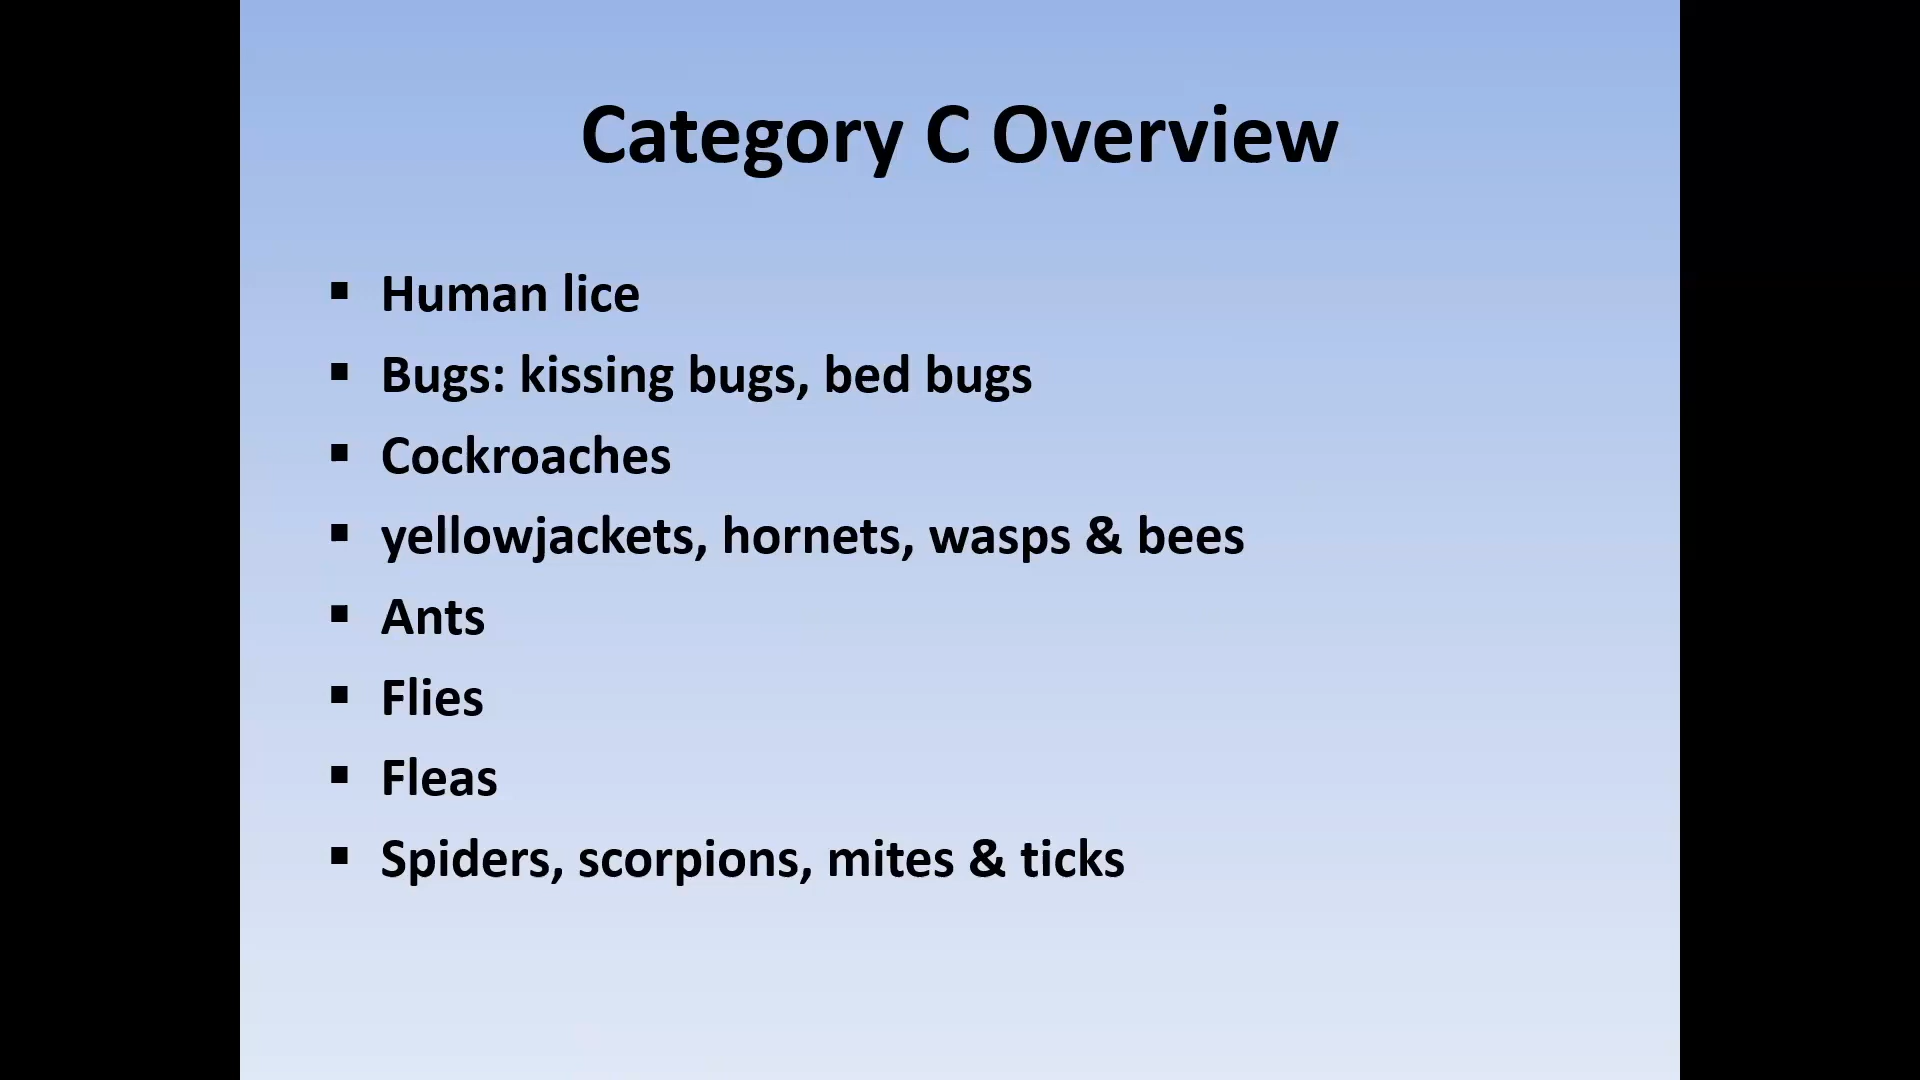 Category C Overview
▪ Human lice
▪ Bugs: kissing bugs, bed bugs
▪ Cockroaches
▪ yellowjackets, hornets, wasps & bees
▪ Ants
▪ Flies
▪ Fleas
▪ Spiders, scorpions, mites & ticks